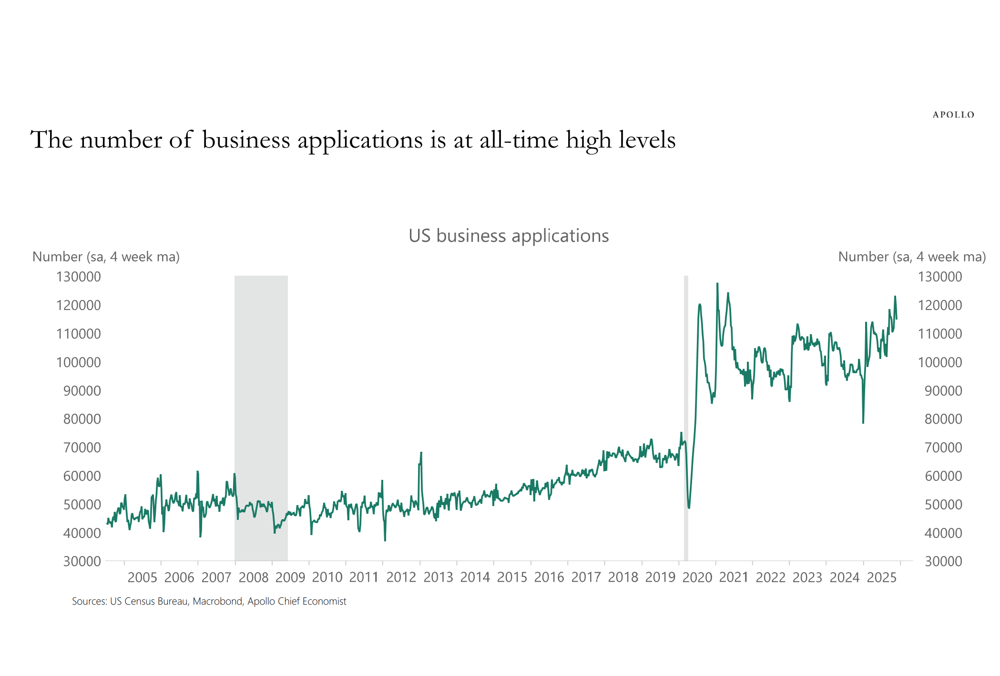 APOLLO
The number of business applications is at all-time high levels
US business applications
Number (sa, 4 week ma) Number (sa, 4 week ma)
130000 130000
120000 120000
110000 110000
100000 100000
90000 90000
80000 80000
70000 70000
60000 60000
50000 50000
40000 40000
30000 30000
2005 2006 2007 2008 2009 2010 2011 2012 2013 2014 2015 2016 2017 2018 2019 2020 2021 2022 2023 2024 2025
Sources: US Census Bureau, Macrobond, Apollo Chief Economist